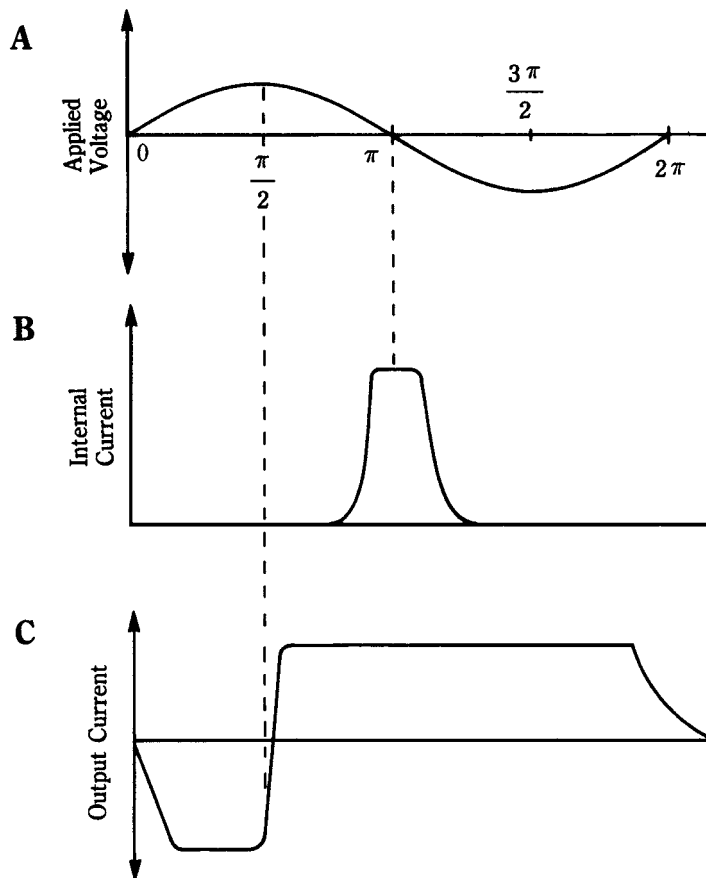 A
Applied
Voltage
0
π/2
π
3π/2
2π
B
Internal
Current
C
Output Current